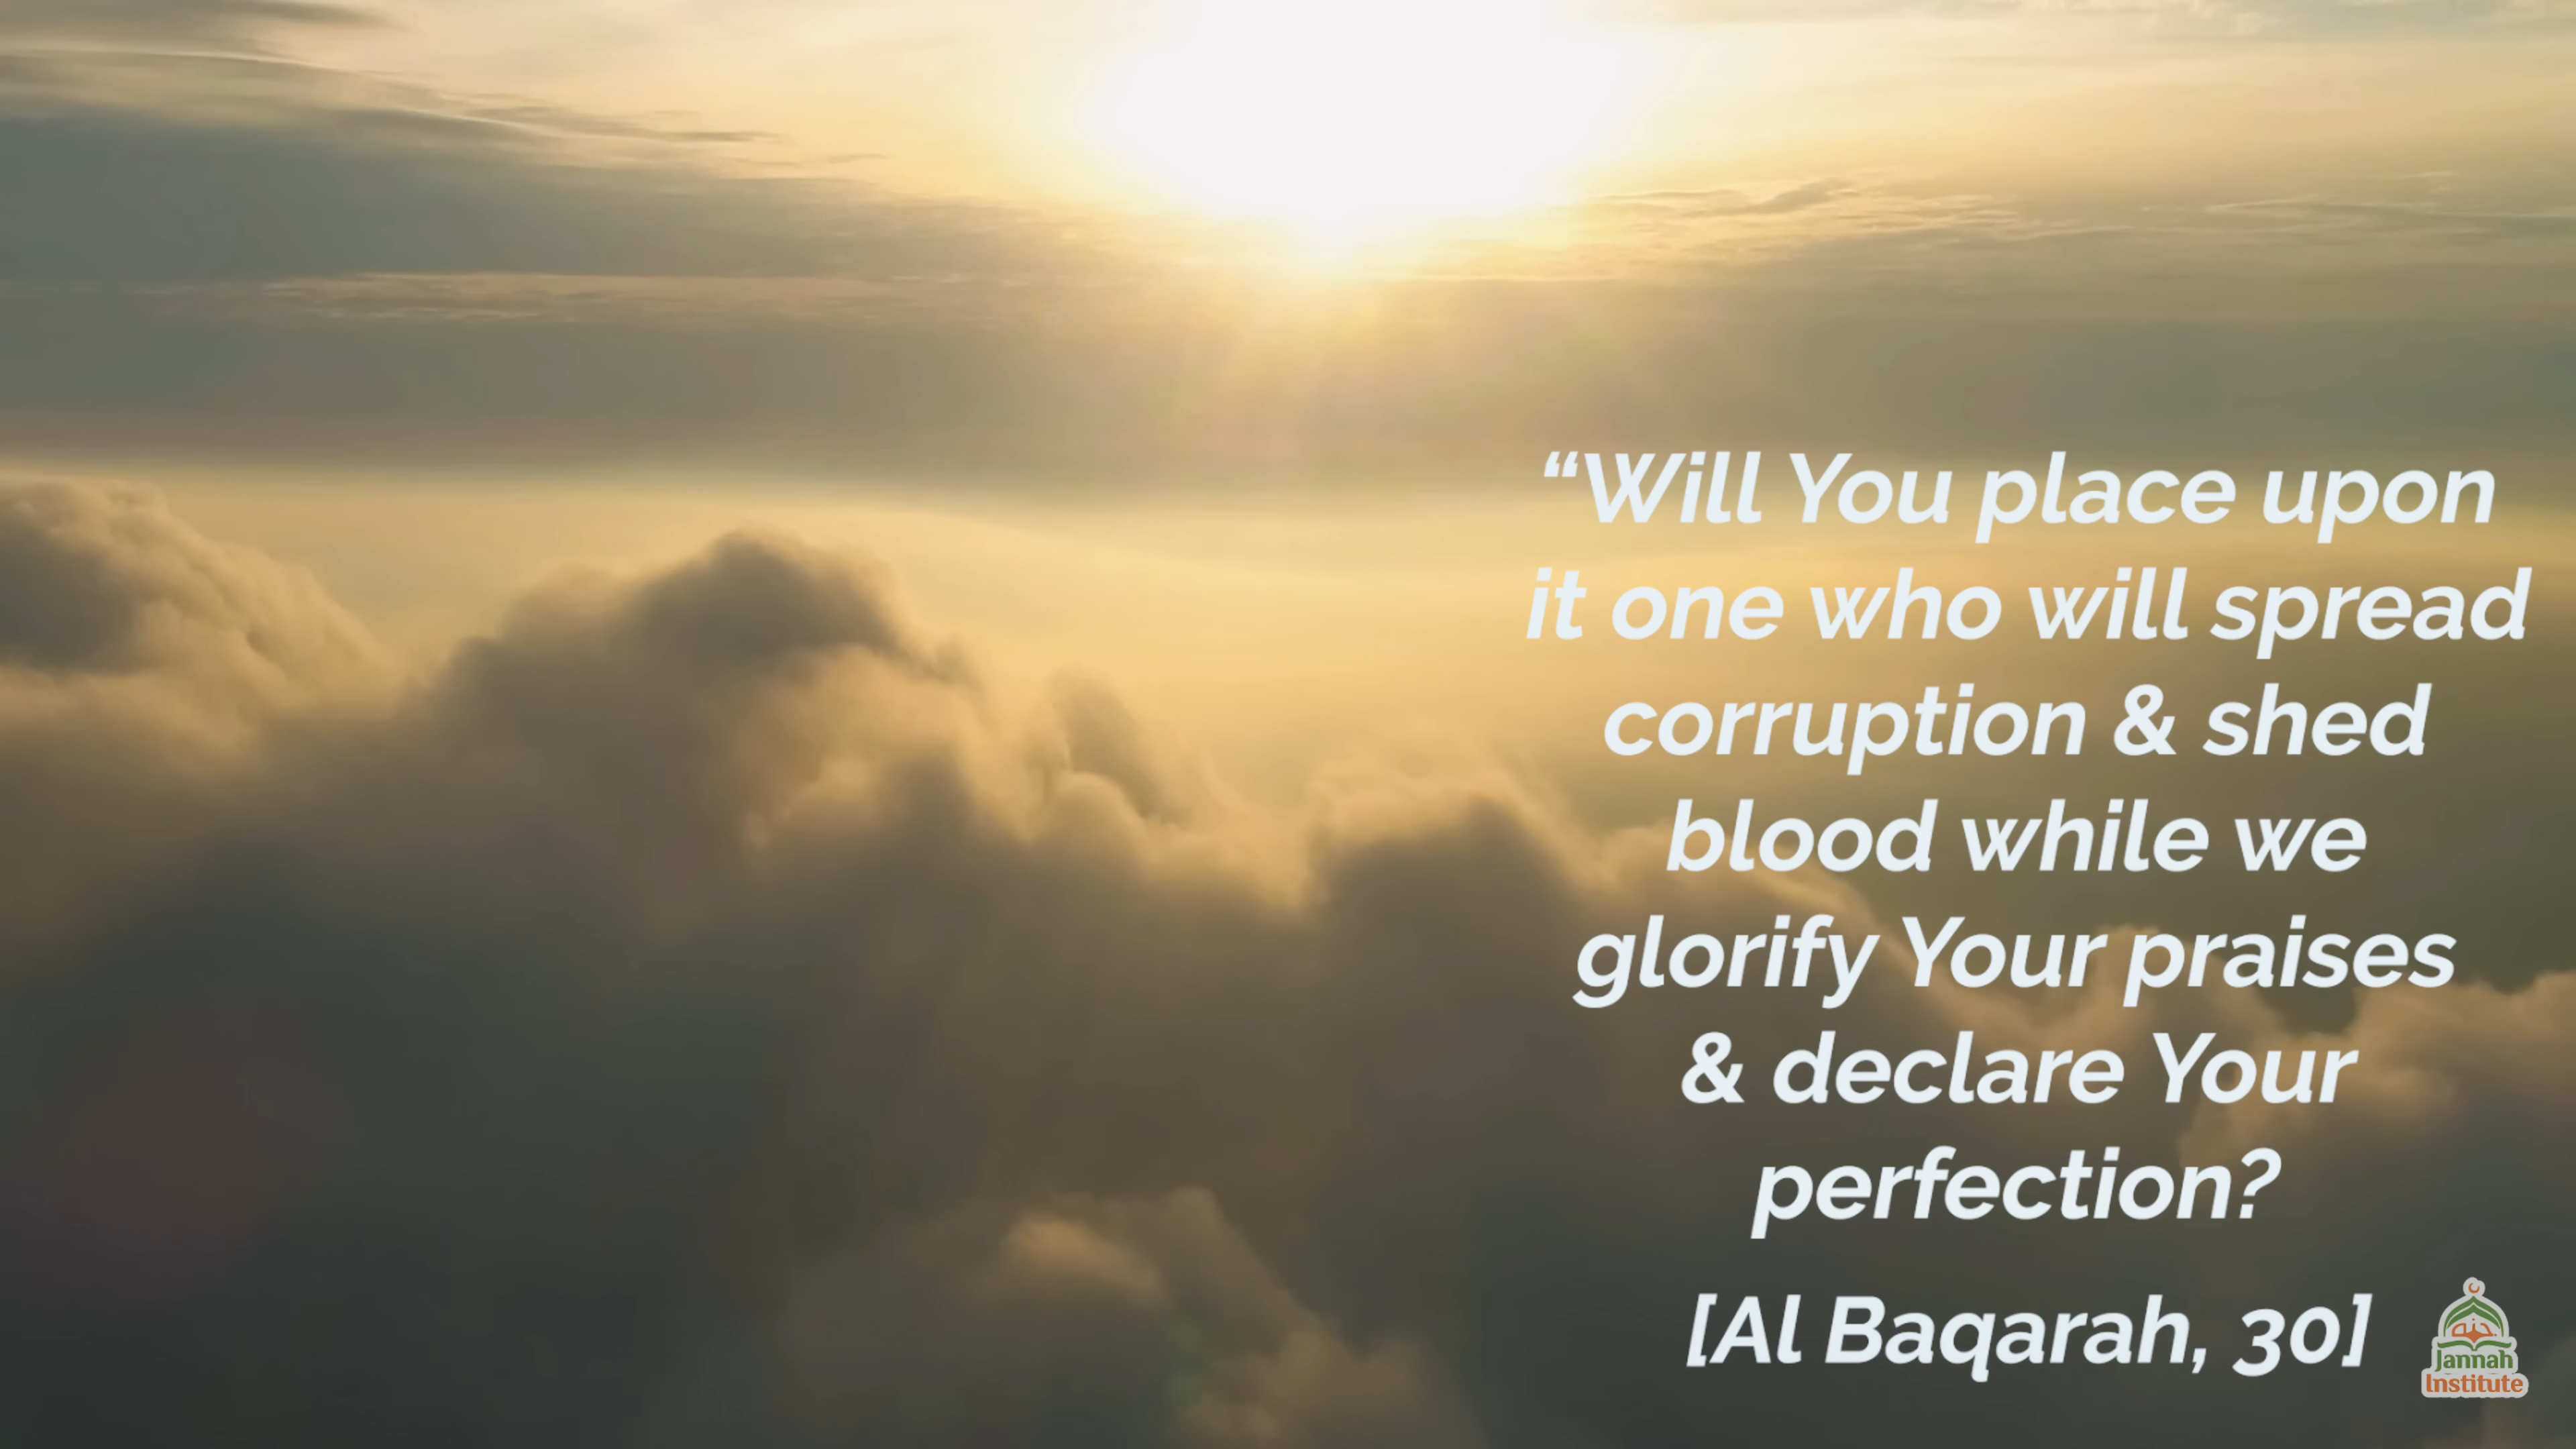 “Will You place upon
it one who will spread
corruption & shed
blood while we
glorify Your praises
& declare Your
perfection?
[Al Baqarah, 30]
جنة
Jannah
Institute